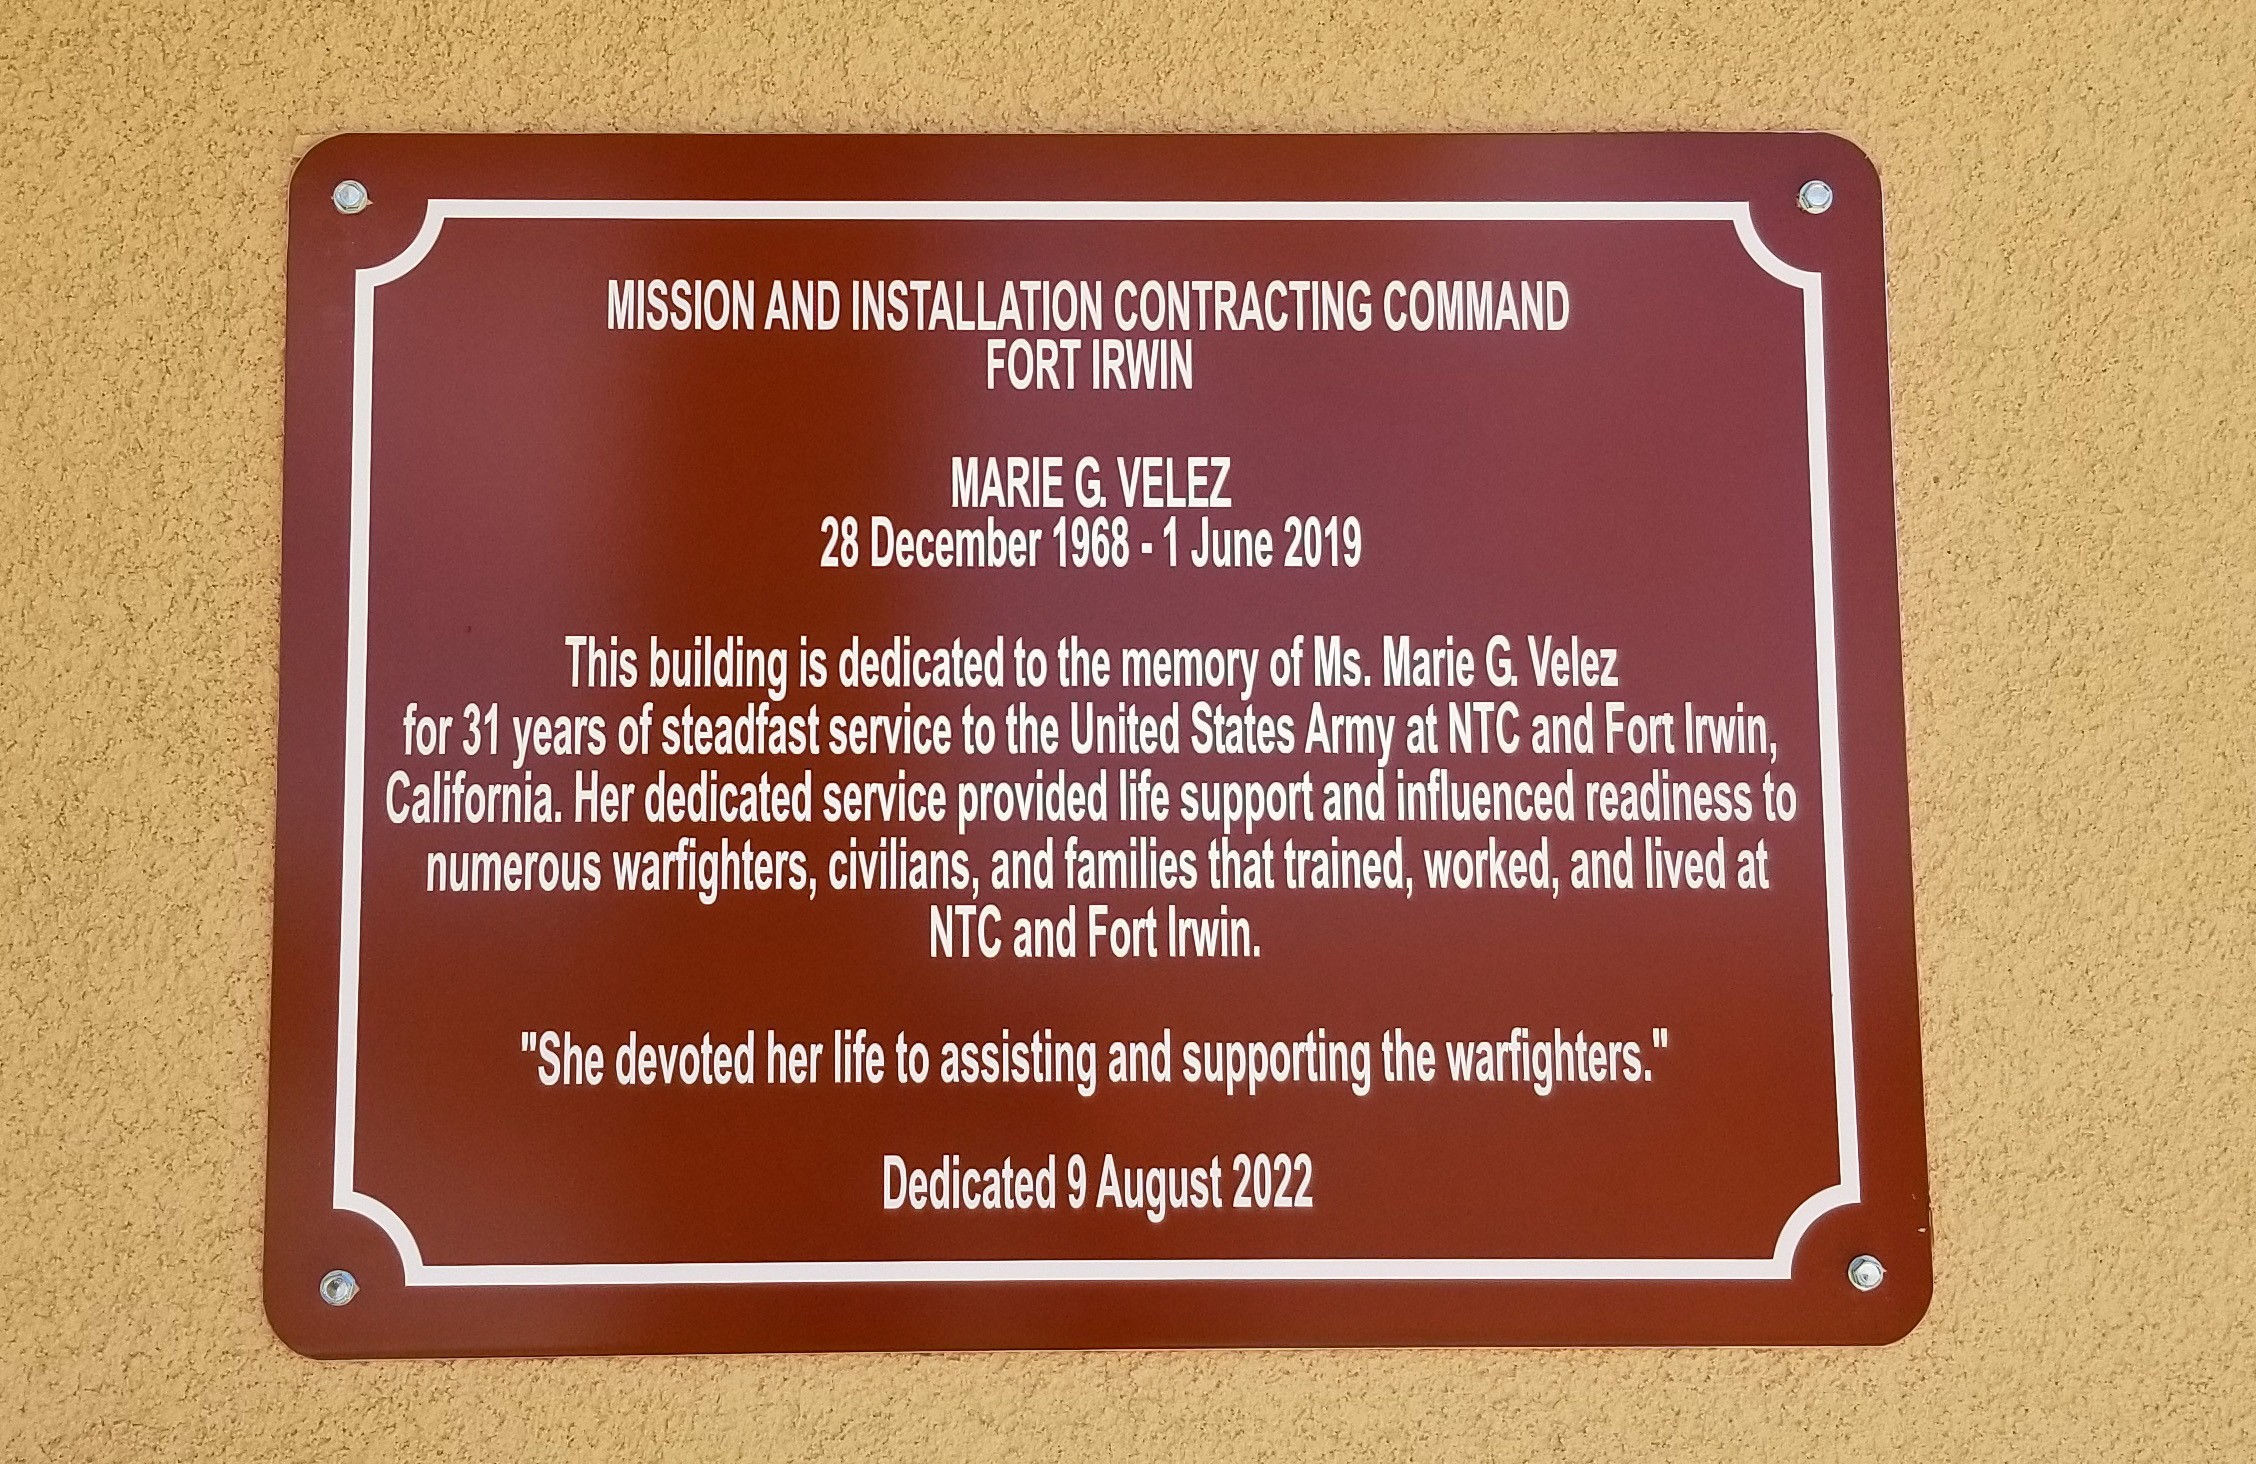 MISSION AND INSTALLATION CONTRACTING COMMAND
FORT IRWIN
MARIE G. VELEZ
28 December 1968 - 1 June 2019
This building is dedicated to the memory of Ms. Marie G. Velez
for 31 years of steadfast service to the United States Army at NTC and Fort Irwin,
California. Her dedicated service provided life support and influenced readiness to
numerous warfighters, civilians, and families that trained, worked, and lived at
NTC and Fort Irwin.
"She devoted her life to assisting and supporting the warfighters."
Dedicated 9 August 2022